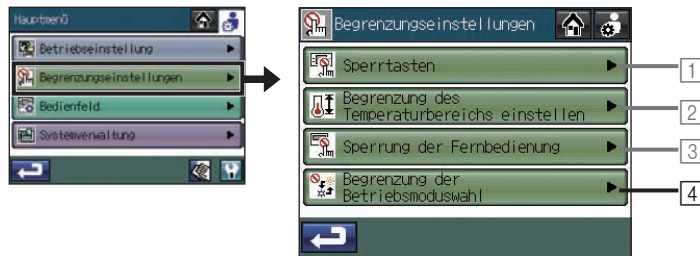 Hauptmenü
Betriebseinstellung
Begrenzungseinstellungen
Bedienfeld
Systemverwaltung
Begrenzungseinstellungen
Sperrtasten
1
Begrenzung des
Temperaturbereichs einstellen
2
Sperrung der Fernbedienung
3
Begrenzung der
Betriebsmoduswahl
4